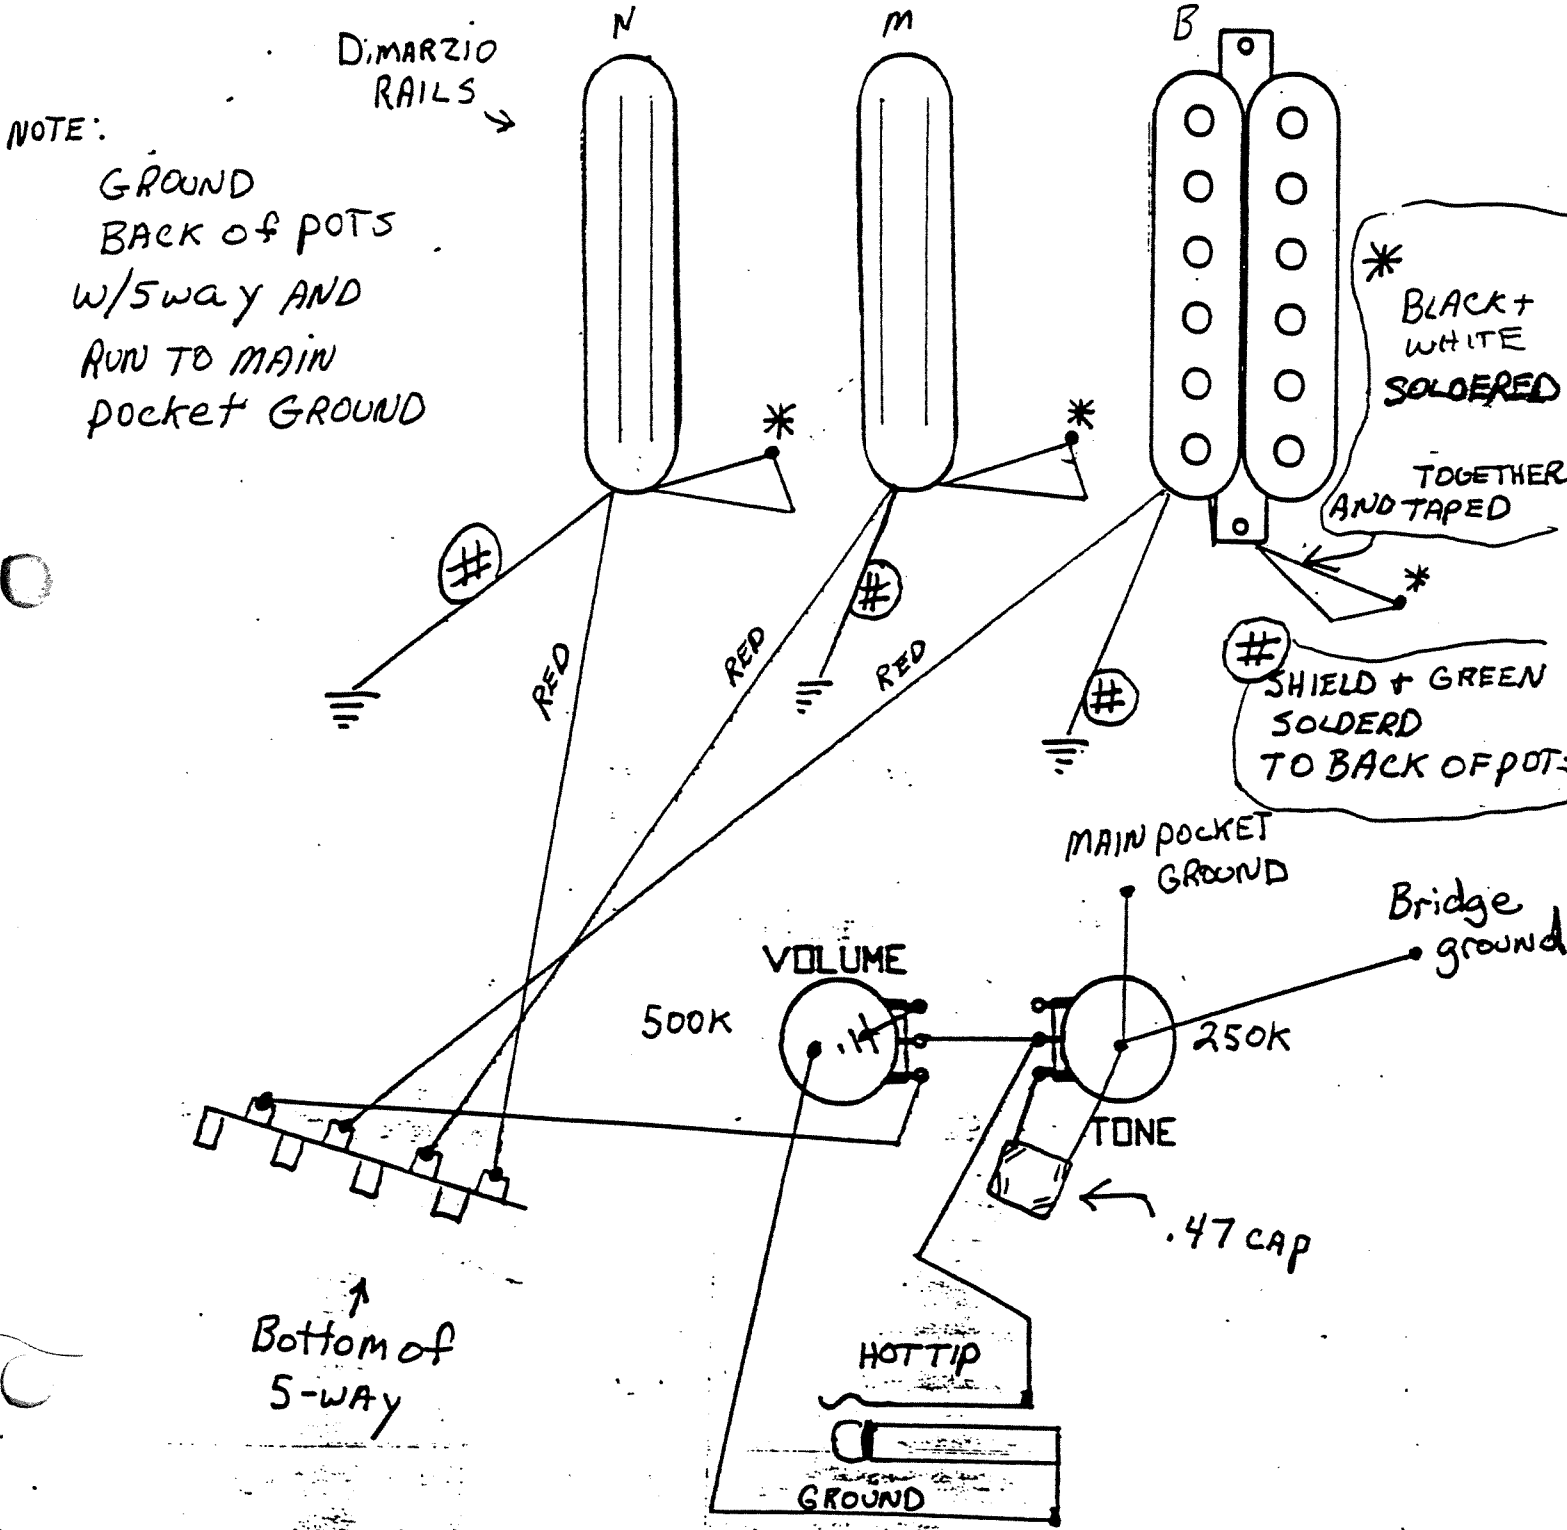 N
M
B
DiMARZIO
RAILS
NOTE:
GROUND
BACK of POTS
W/5way AND
RUN TO MAIN
pocket GROUND
*
*
*
BLACK +
WHITE
SOLDERED
TOGETHER
AND TAPED
*
#
#
#
RED
RED
RED
#
SHIELD & GREEN
SOLDERD
TO BACK OF POTS
MAIN POCKET
GROUND
Bridge
ground
VOLUME
500K
250K
TONE
.47 CAP
Bottom of
5-WAY
HOT TIP
GROUND